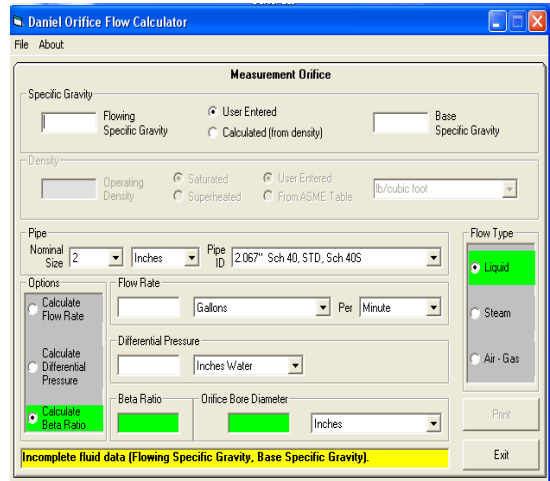 Daniel Orifice Flow Calculator
File About
Measurement Orifice
Specific Gravity
Flowing Specific Gravity
User Entered
Calculated (from density)
Base Specific Gravity
Density
Operating Density
Saturated
Superheated
User Entered
From ASME Table
lb/cubic foot
Pipe
Nominal Size 2 Inches Pipe ID 2.067" Sch 40, STD, Sch 40S
Flow Type
Liquid
Steam
Air - Gas
Options
Calculate Flow Rate
Calculate Differential Pressure
Calculate Beta Ratio
Flow Rate
Gallons Per Minute
Differential Pressure
Inches Water
Beta Ratio
Orifice Bore Diameter
Inches
Print
Exit
Incomplete fluid data (Flowing Specific Gravity, Base Specific Gravity).